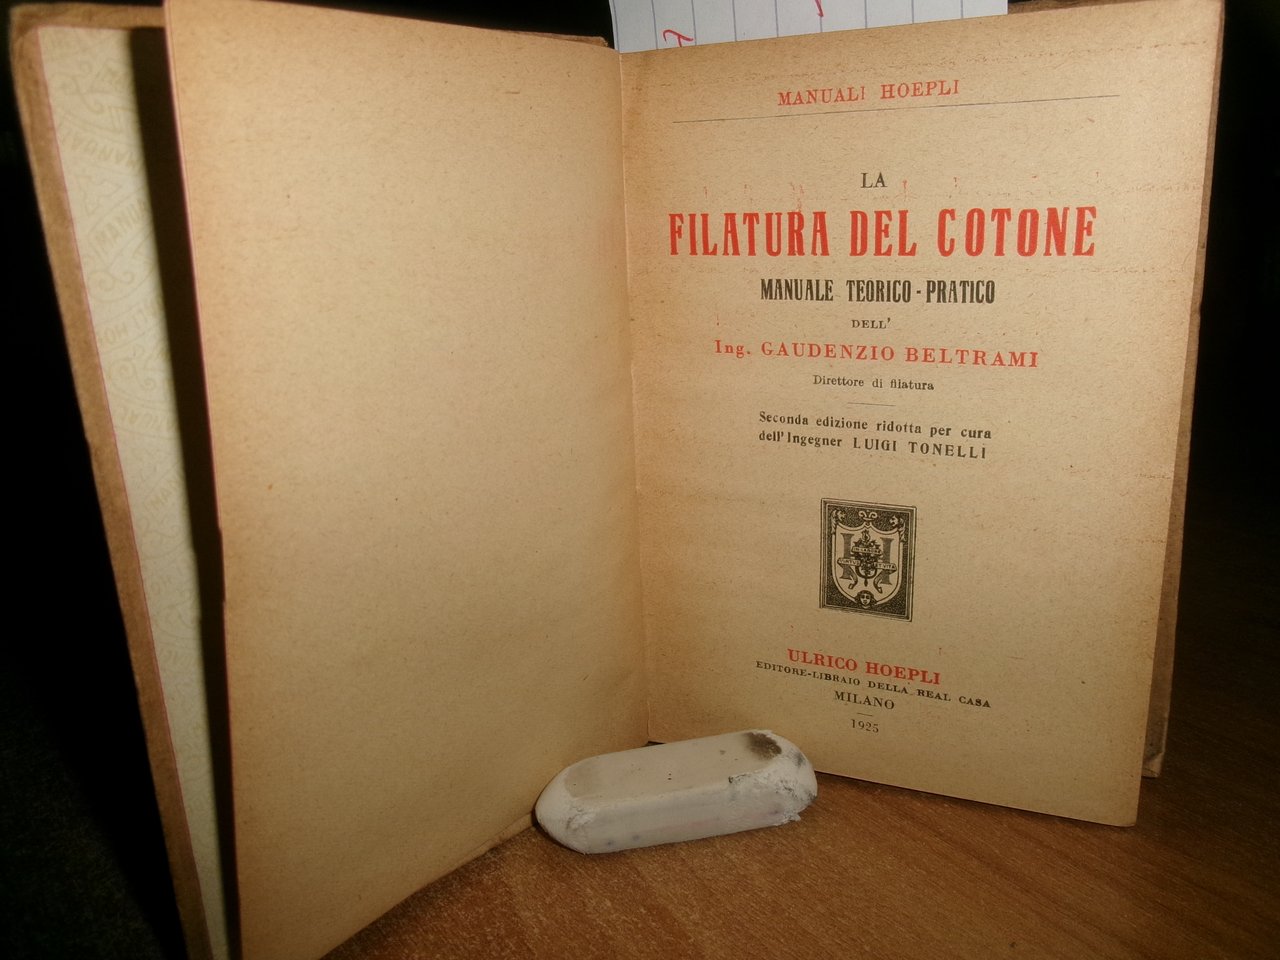 MANUALI HOEPLI
LA
FILATURA DEL COTONE
MANUALE TEORICO-PRATICO
DELL'
Ing. GAUDENZIO BELTRAMI
Direttore di filatura
Seconda edizione ridotta per cura
dell'Ingegner LUIGI TONELLI
ULRICO HOEPLI
EDITORE-LIBRAIO DELLA REAL CASA
MILANO
1925